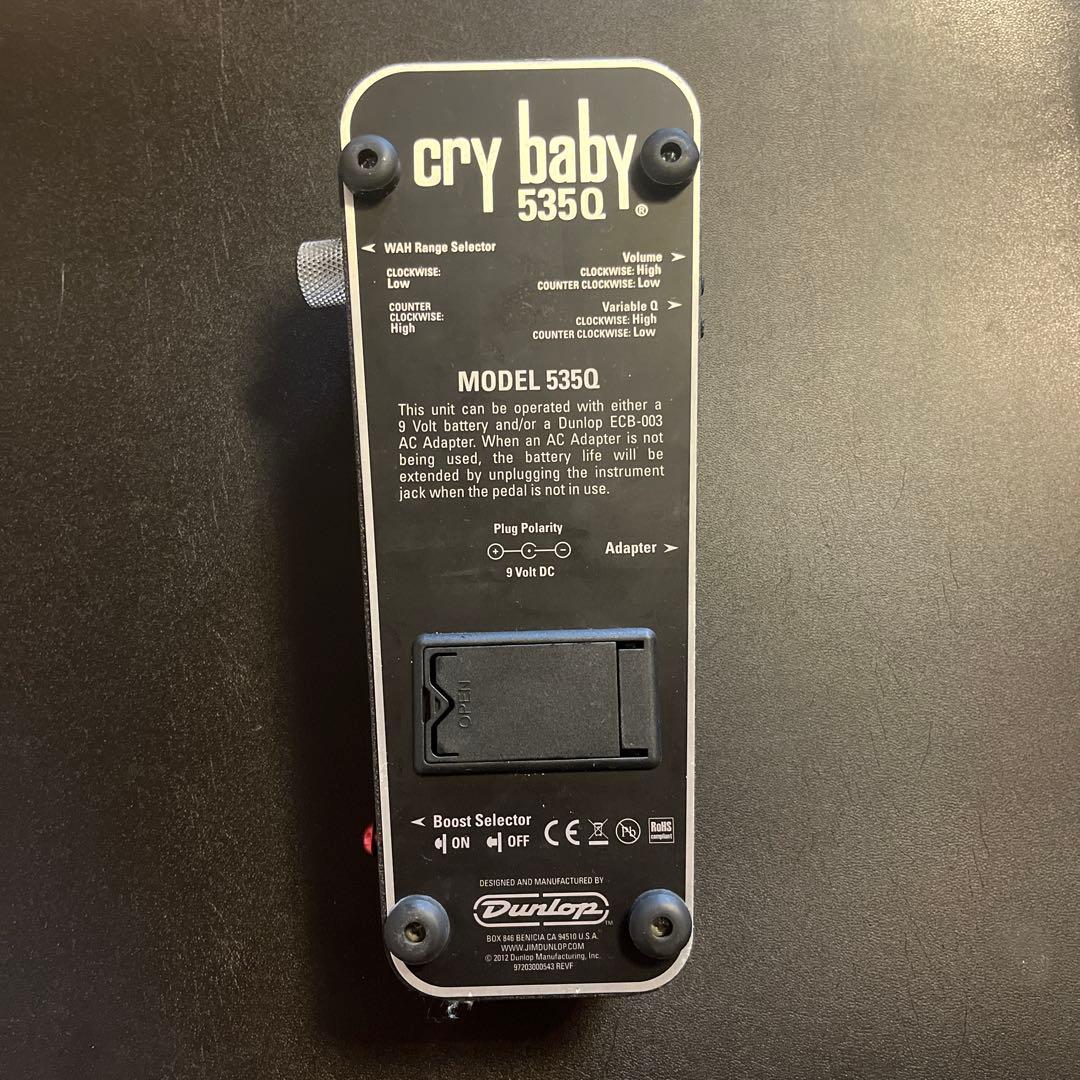 cry baby
535Q ®
WAH Range Selector
CLOCKWISE:
Low
COUNTER
CLOCKWISE:
High
Volume
CLOCKWISE: High
COUNTER CLOCKWISE: Low
Variable Q
CLOCKWISE: High
COUNTER CLOCKWISE: Low
MODEL 535Q
This unit can be operated with either a
9 Volt battery and/or a Dunlop ECB-003
AC Adapter. When an AC Adapter is not
being used, the battery life will be
extended by unplugging the instrument
jack when the pedal is not in use.
Plug Polarity
+ -
Adapter
9 Volt DC
OPEN
Boost Selector
ON OFF
CE
Pb
RoHS
compliant
DESIGNED AND MANUFACTURED BY
Dunlop™
BOX 846 BENICIA CA 94510 U.S.A.
WWW.JIMDUNLOP.COM
© 2012 Dunlop Manufacturing, Inc.
97203000543 REVF